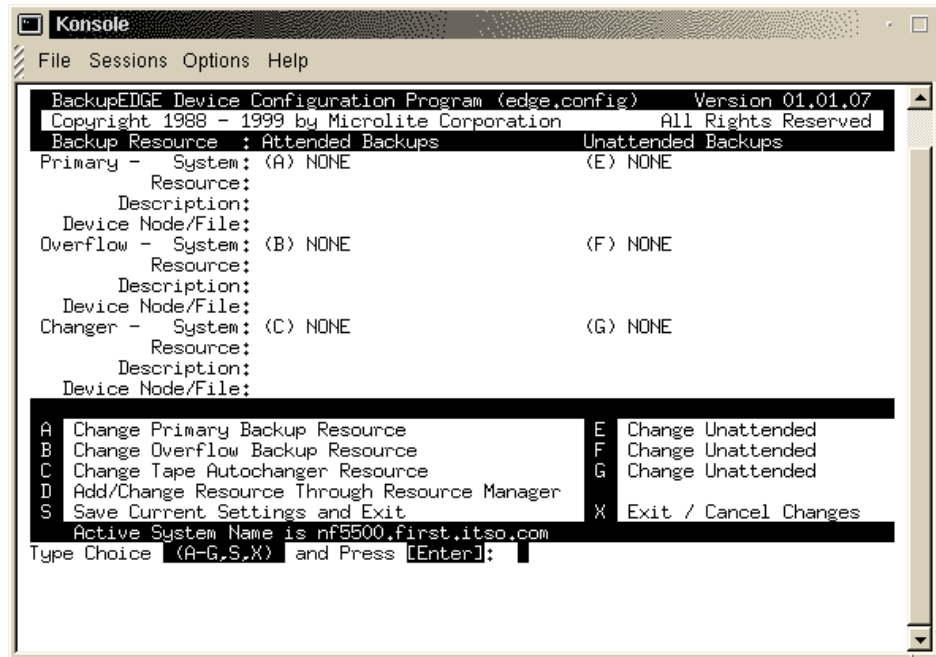 Konsole
File Sessions Options Help
BackupEDGE Device Configuration Program (edge.config) Version 01.01.07
Copyright 1988 - 1999 by Microlite Corporation All Rights Reserved
Backup Resource : Attended Backups Unattended Backups
Primary - System: (A) NONE (E) NONE
Resource:
Description:
Device Node/File:
Overflow - System: (B) NONE (F) NONE
Resource:
Description:
Device Node/File:
Changer - System: (C) NONE (G) NONE
Resource:
Description:
Device Node/File:
A Change Primary Backup Resource E Change Unattended
B Change Overflow Backup Resource F Change Unattended
C Change Tape Autochanger Resource G Change Unattended
D Add/Change Resource Through Resource Manager
S Save Current Settings and Exit X Exit / Cancel Changes
Active System Name is nf5500.first.itso.com
Type Choice (A-G,S,X) and Press [Enter]: